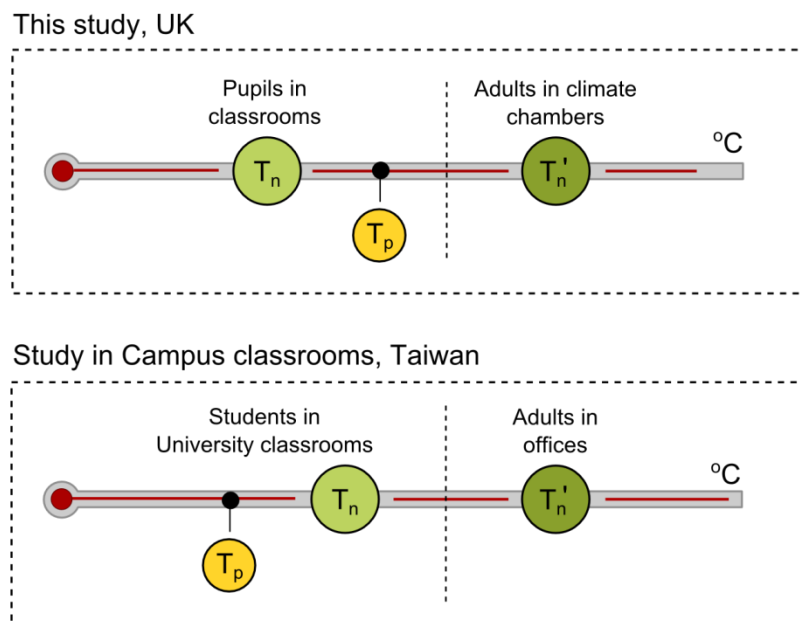 This study, UK
Pupils in
classrooms
Adults in climate
chambers
oC
Tn
Tn'
Tp
Study in Campus classrooms, Taiwan
Students in
University classrooms
Adults in
offices
oC
Tn
Tn'
Tp